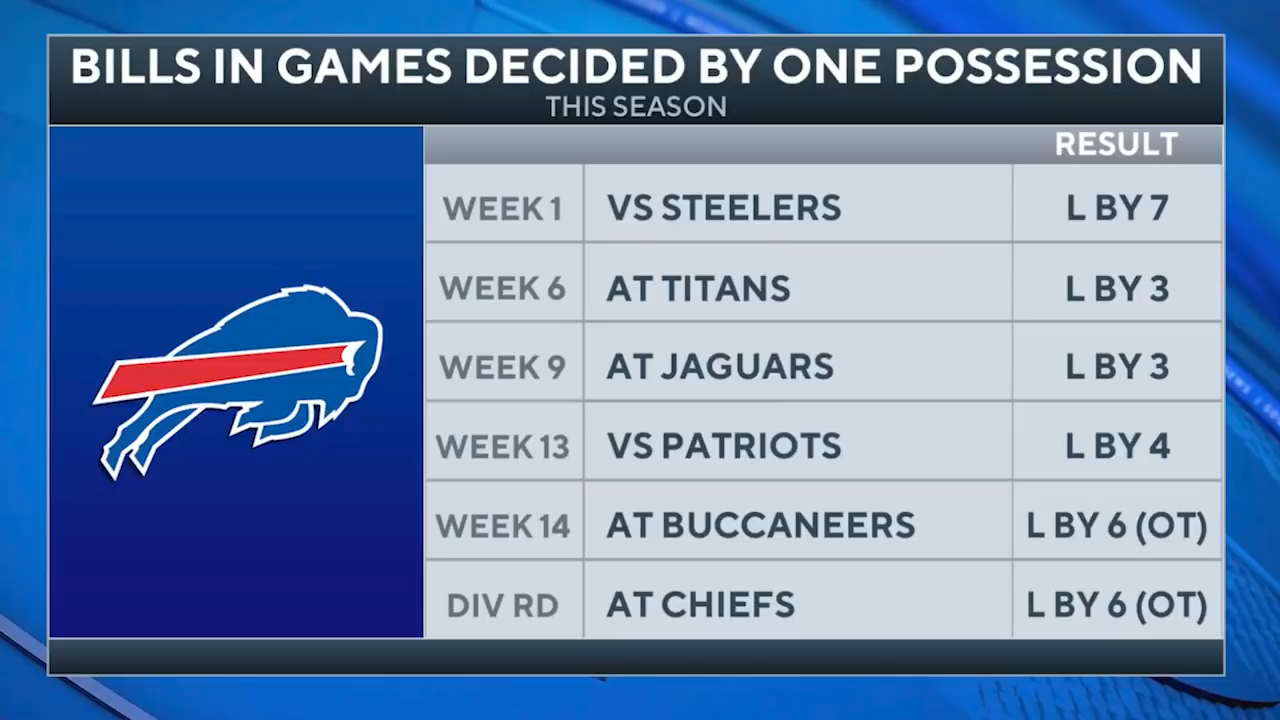 BILLS IN GAMES DECIDED BY ONE POSSESSION
THIS SEASON
RESULT
WEEK 1 VS STEELERS L BY 7
WEEK 6 AT TITANS L BY 3
WEEK 9 AT JAGUARS L BY 3
WEEK 13 VS PATRIOTS L BY 4
WEEK 14 AT BUCCANEERS L BY 6 (OT)
DIV RD AT CHIEFS L BY 6 (OT)